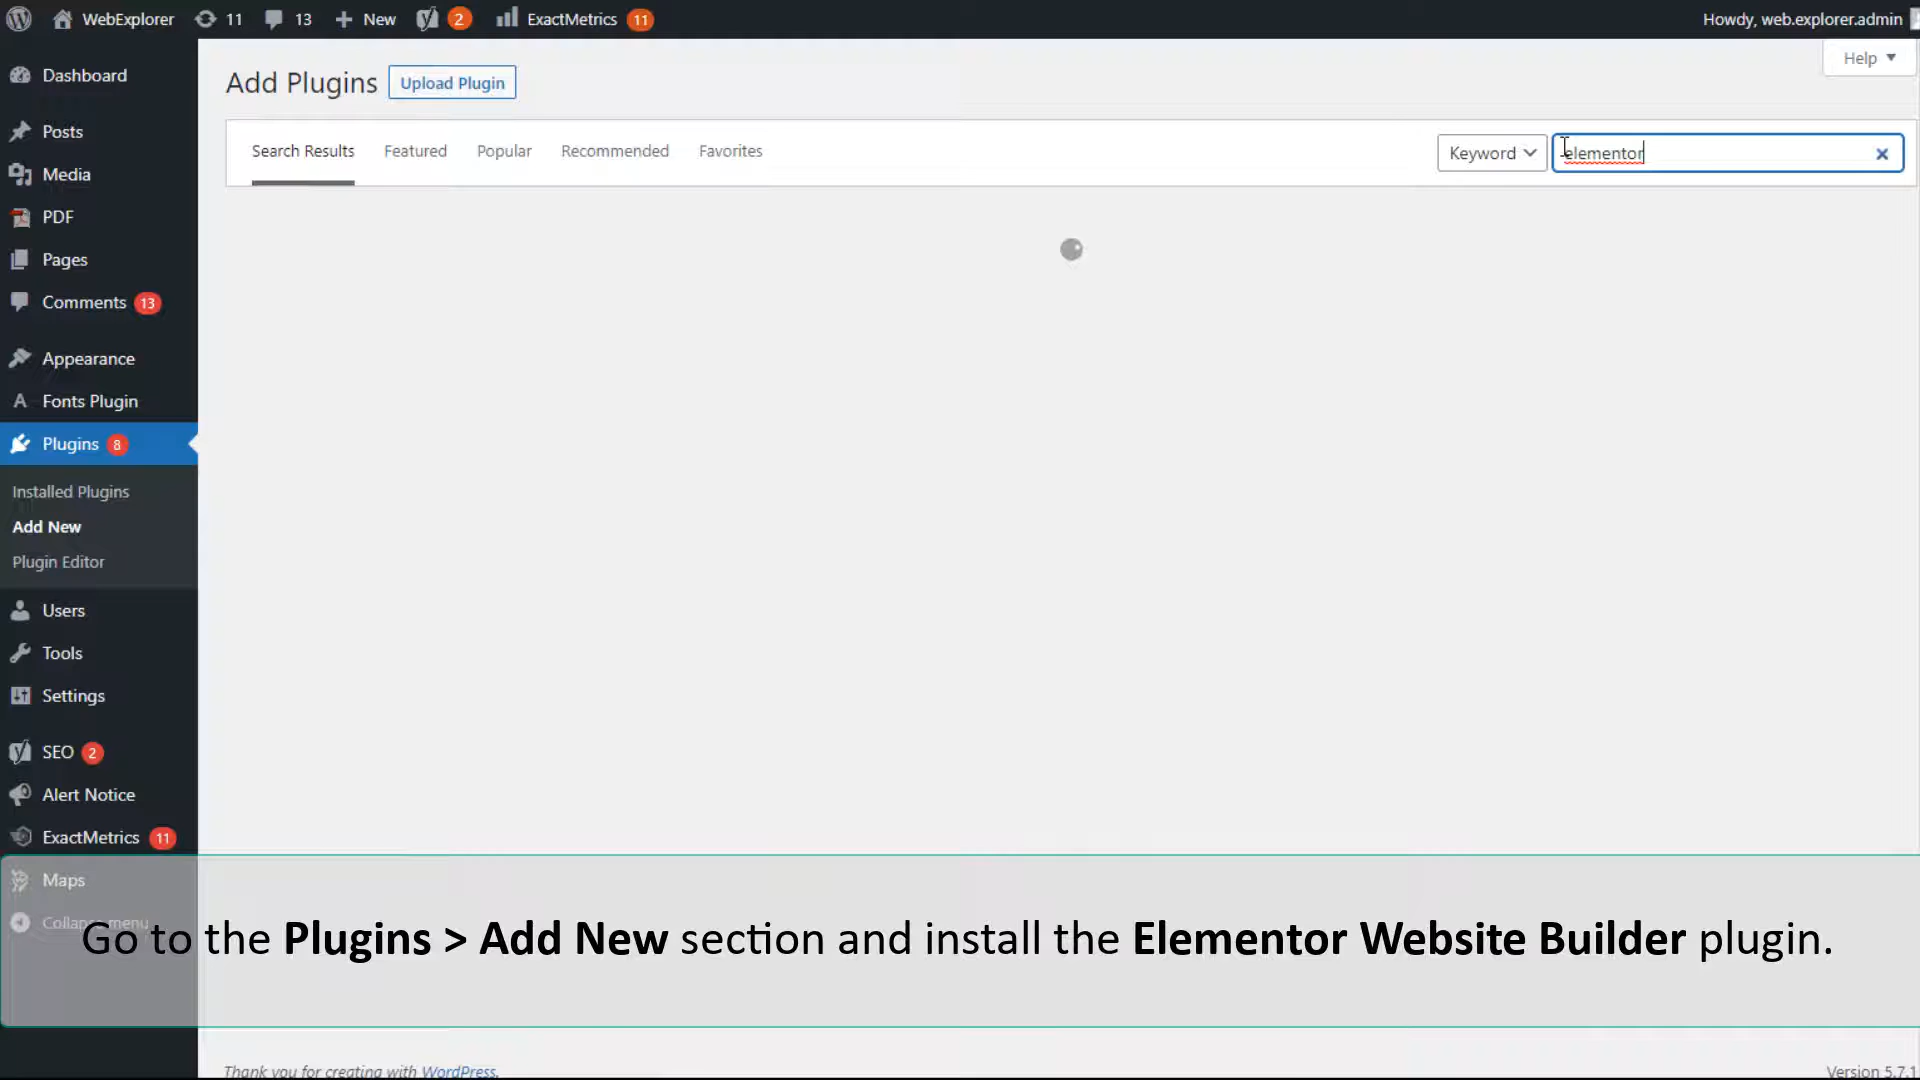 WebExplorer 11 13 New 2 ExactMetrics 11 Howdy, web.explorer.admin
Help
Add Plugins Upload Plugin
Search Results Featured Popular Recommended Favorites Keyword elementor
Dashboard
Posts
Media
PDF
Pages
Comments 13
Appearance
Fonts Plugin
Plugins 8
Installed Plugins
Add New
Plugin Editor
Users
Tools
Settings
SEO 2
Alert Notice
ExactMetrics 11
Maps
Collapse menu
Go to the Plugins > Add New section and install the Elementor Website Builder plugin.
Thank you for creating with WordPress. Version 5.7.1